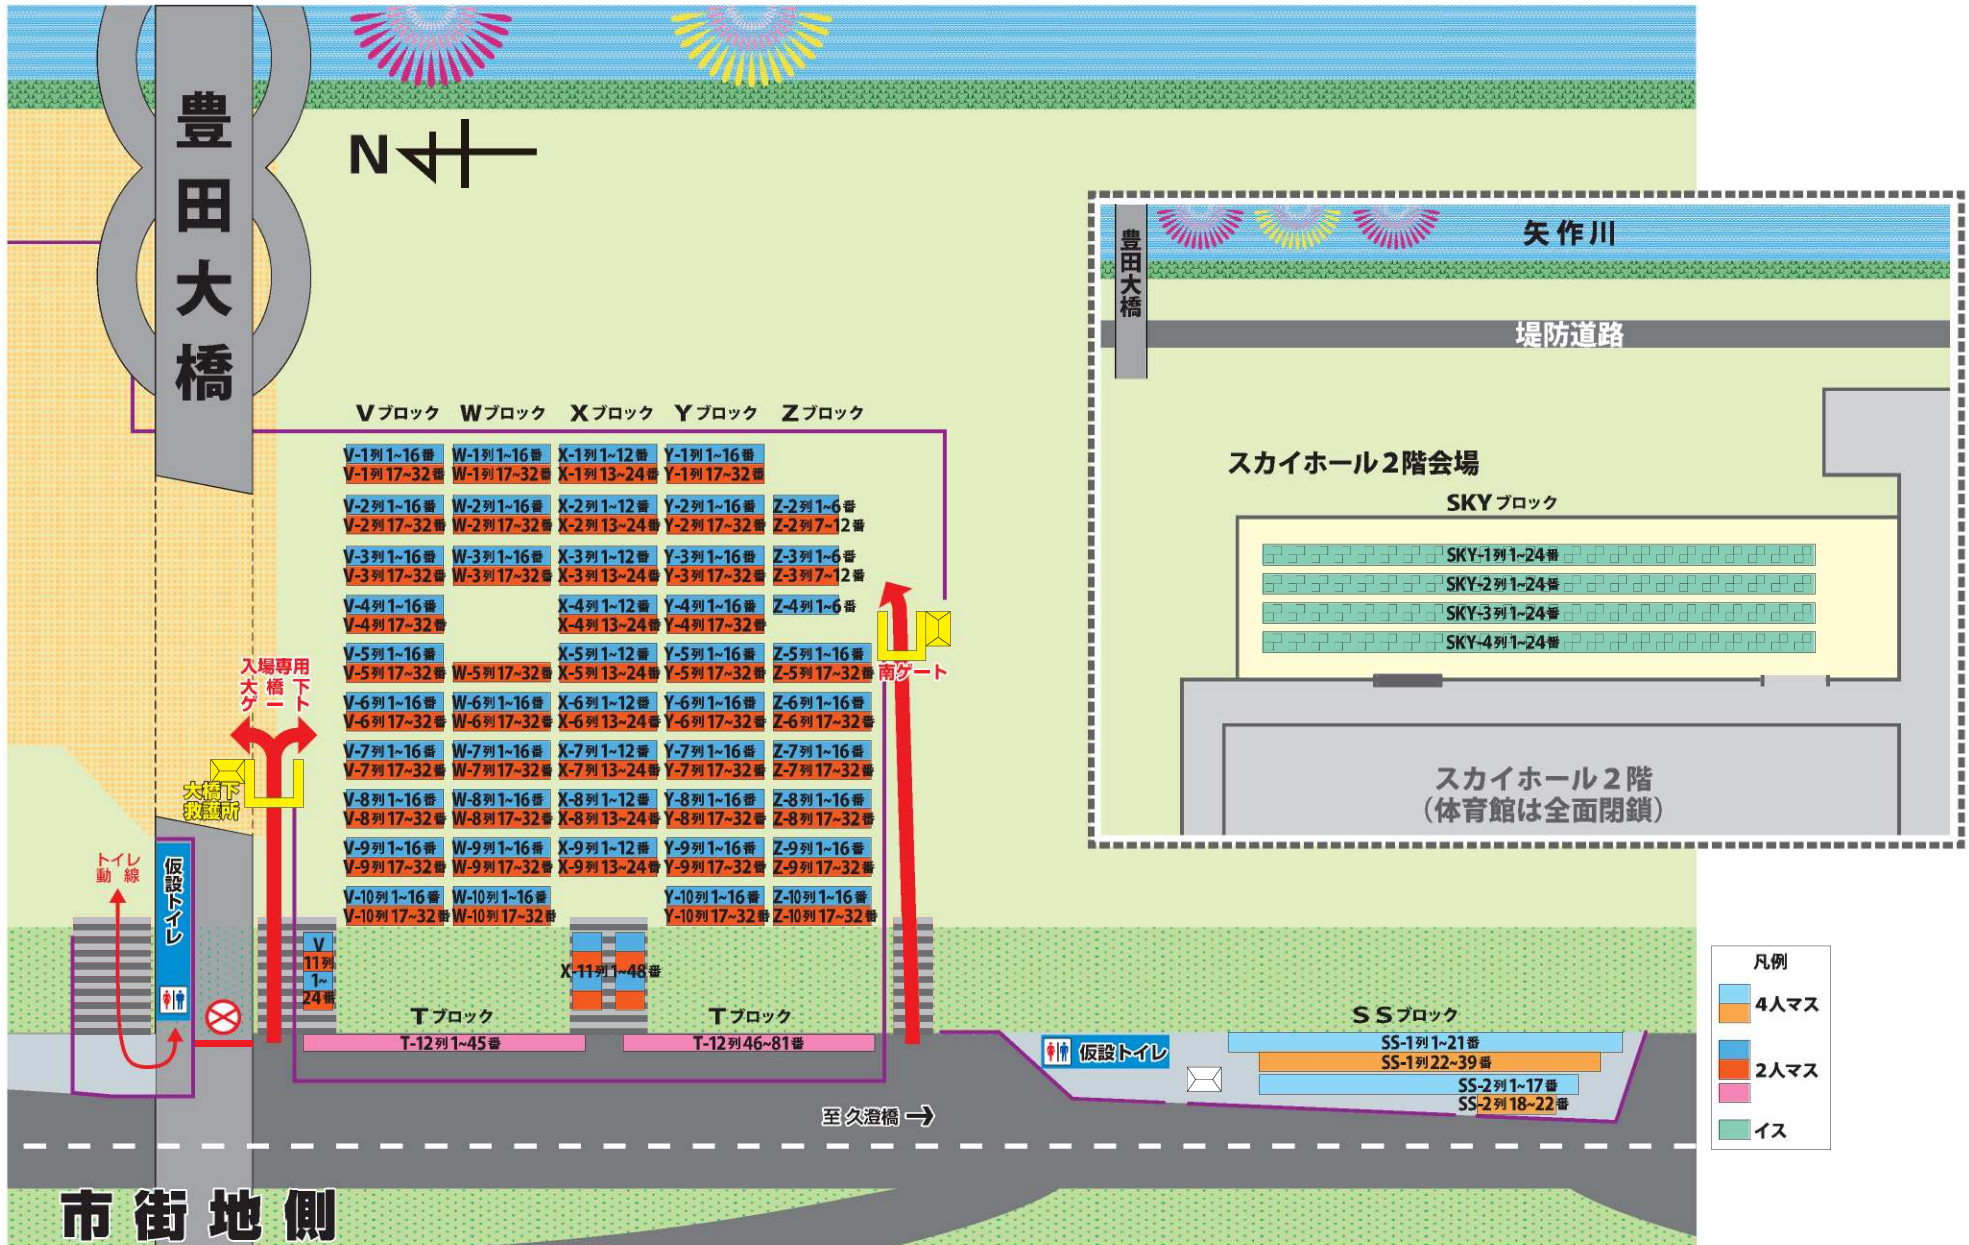 豊田大橋
N
Vブロック Wブロック Xブロック Yブロック Zブロック
V-1列1~16番 W-1列1~16番 X-1列1~12番 Y-1列1~16番
V-1列17~32番 W-1列17~32番 X-1列13~24番 Y-1列17~32番
V-2列1~16番 W-2列1~16番 X-2列1~12番 Y-2列1~16番 Z-2列1~6番
V-2列17~32番 W-2列17~32番 X-2列13~24番 Y-2列17~32番 Z-2列7~12番
V-3列1~16番 W-3列1~16番 X-3列1~12番 Y-3列1~16番 Z-3列1~6番
V-3列17~32番 W-3列17~32番 X-3列13~24番 Y-3列17~32番 Z-3列7~12番
V-4列1~16番 X-4列1~12番 Y-4列1~16番 Z-4列1~6番
V-4列17~32番 X-4列13~24番 Y-4列17~32番
V-5列1~16番 X-5列1~12番 Y-5列1~16番 Z-5列1~16番
V-5列17~32番 W-5列17~32番 X-5列13~24番 Y-5列17~32番 Z-5列17~32番
V-6列1~16番 W-6列1~16番 X-6列1~12番 Y-6列1~16番 Z-6列1~16番
V-6列17~32番 W-6列17~32番 X-6列13~24番 Y-6列17~32番 Z-6列17~32番
V-7列1~16番 W-7列1~16番 X-7列1~12番 Y-7列1~16番 Z-7列1~16番
V-7列17~32番 W-7列17~32番 X-7列13~24番 Y-7列17~32番 Z-7列17~32番
V-8列1~16番 W-8列1~16番 X-8列1~12番 Y-8列1~16番 Z-8列1~16番
V-8列17~32番 W-8列17~32番 X-8列13~24番 Y-8列17~32番 Z-8列17~32番
V-9列1~16番 W-9列1~16番 X-9列1~12番 Y-9列1~16番 Z-9列1~16番
V-9列17~32番 W-9列17~32番 X-9列13~24番 Y-9列17~32番 Z-9列17~32番
V-10列1~16番 W-10列1~16番 Y-10列1~16番 Z-10列1~16番
V-10列17~32番 W-10列17~32番 Y-10列17~32番 Z-10列17~32番
V
11列
1~
24番
X-11列1~48番
Tブロック Tブロック
T-12列1~45番 T-12列46~81番
入場専用
大橋下
ゲート
大橋下
救護所
トイレ
動線
仮設トイレ
南ゲート
仮設トイレ
SSブロック
SS-1列1~21番
SS-1列22~39番
SS-2列1~17番
SS-2列18~22番
至 久澄橋 →
市街地側
豊田大橋
矢作川
堤防道路
スカイホール2階会場
SKYブロック
SKY-1列1~24番
SKY-2列1~24番
SKY-3列1~24番
SKY-4列1~24番
スカイホール2階
(体育館は全面閉鎖)
凡例
4人マス
2人マス
イス